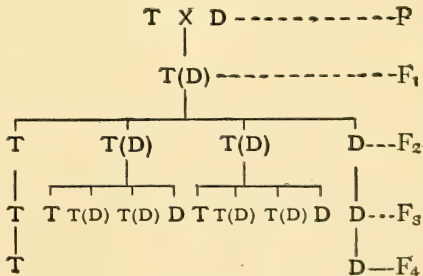 T X D P
T(D) F₁
T T(D) T(D) D F₂
T T T(D) T(D) D T T(D) T(D) D D F₃
T D F₄